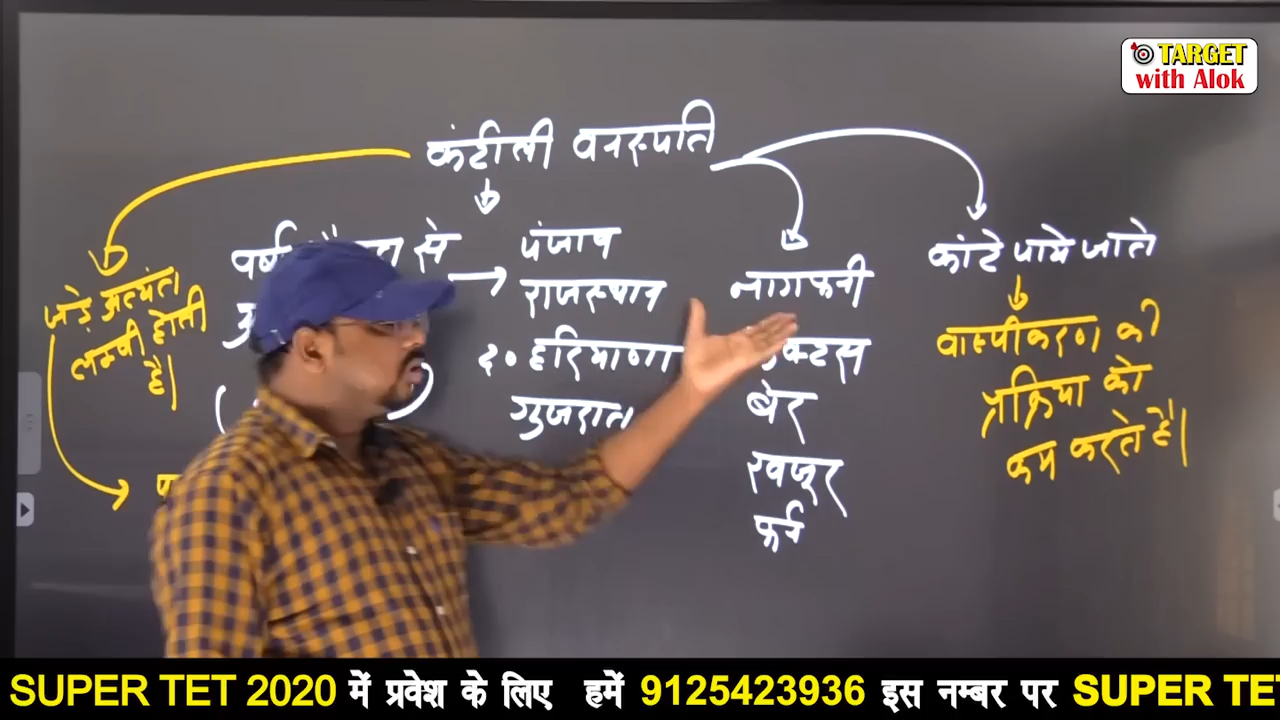 TARGET
with Alok
कंटीली वनस्पति
जड़े अत्यंत
लम्बी होती
है।
से
पंजाब
राजस्थान
द० हरियाणा
गुजरात
नागफनी
बेर
खजूर
फर्न
कांटे पाये जाते
वाष्पीकरण की
प्रक्रिया को
कम करते है।
SUPER TET 2020 में प्रवेश के लिए हमें 9125423936 इस नम्बर पर SUPER TET